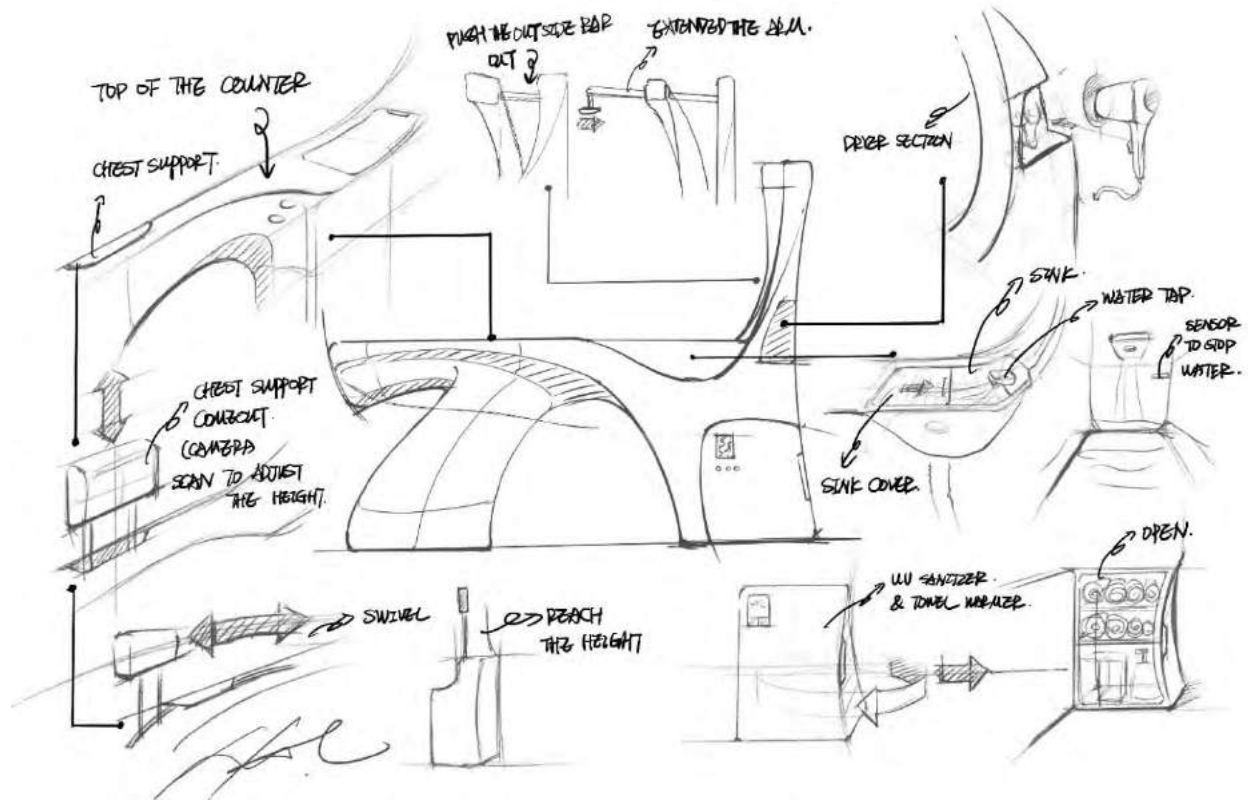 PUSH THE OUTSIDE BAR
OUT
EXTENDED THE ARM.
TOP OF THE COUNTER
CHEST SUPPORT.
DRYER SECTION
SINK.
WATER TAP.
SENSOR
TO STOP
WATER.
CHEST SUPPORT
COMEOUT.
(CAMERA
SCAN TO ADJUST
THE HEIGHT.
SINK COVER.
OPEN.
UV SANITIZER.
& TOWEL WARMER.
SWIVEL
REACH
THE HEIGHT